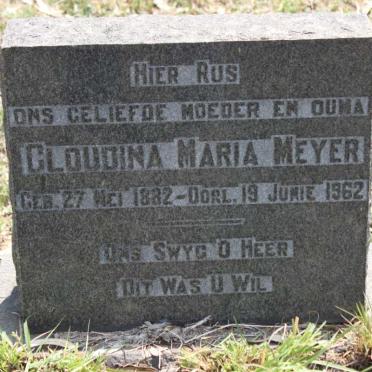 HIER RUS
ONS GELIEFDE MOEDER EN OUMA
CLOUDINA MARIA MEYER
GEB. 27 MEI 1882 – OORL. 19 JUNIE 1962
ONS SWYG O HEER
DIT WAS U WIL